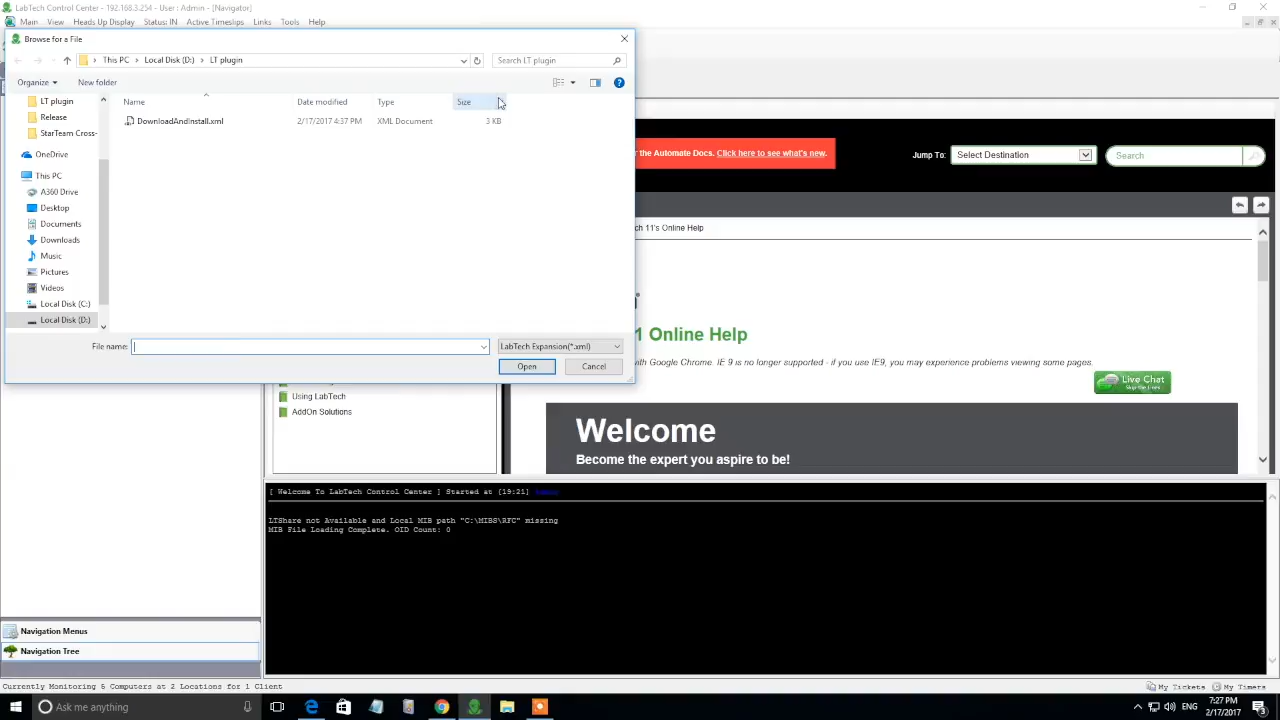 LabTech Control Center - 192.168.3.254 - User : Admin - [Navigator]
Main View Heads Up Display Status: IN Active Timeslips Links Tools Help
Browse for a File
This PC > Local Disk (D:) > LT plugin
Search LT plugin
Organize New folder
Name Date modified Type Size
DownloadAndInstall.xml 2/17/2017 4:37 PM XML Document 3 KB
LT plugin
Release
StarTeam Cross-
OneDrive
This PC
A360 Drive
Desktop
Documents
Downloads
Music
Pictures
Videos
Local Disk (C:)
Local Disk (D:)
File name:
LabTech Expansion(*.xml)
Open Cancel
the Automate Docs. Click here to see what's new.
Jump To: Select Destination Search
ch 11's Online Help
1 Online Help
with Google Chrome. IE 9 is no longer supported - if you use IE9, you may experience problems viewing some pages.
Live Chat
Skip the Lines
Using LabTech
AddOn Solutions
Welcome
Become the expert you aspire to be!
[ Welcome To LabTech Control Center ] Started at [19:21] Admin
LTShare not Available and Local MIB path "C:\MIBS\RFC" missing
MIB File Loading Complete. OID Count: 0
Navigation Menus
Navigation Tree
Currently Monitoring 6 Computers at 2 Locations for 1 Client
My Tickets My Timers
Ask me anything
ENG
7:27 PM
2/17/2017
3